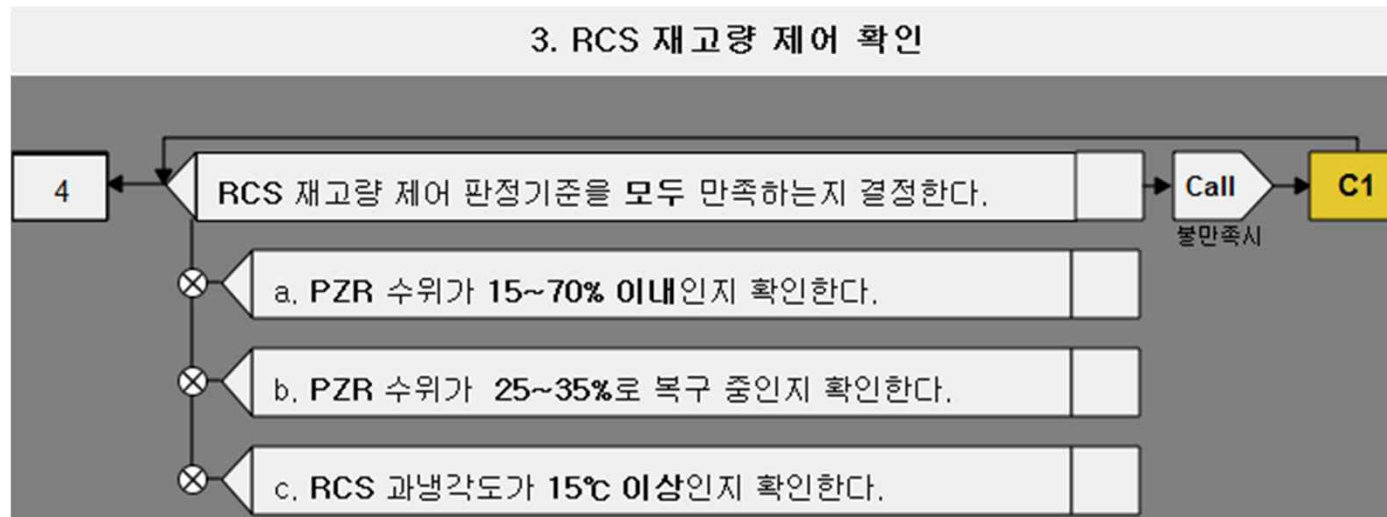 3. RCS 재고량 제어 확인
4
RCS 재고량 제어 판정기준을 모두 만족하는지 결정한다.
Call
C1
불만족시
a. PZR 수위가 15~70% 이내인지 확인한다.
b. PZR 수위가 25~35%로 복구 중인지 확인한다.
c. RCS 과냉각도가 15℃ 이상인지 확인한다.